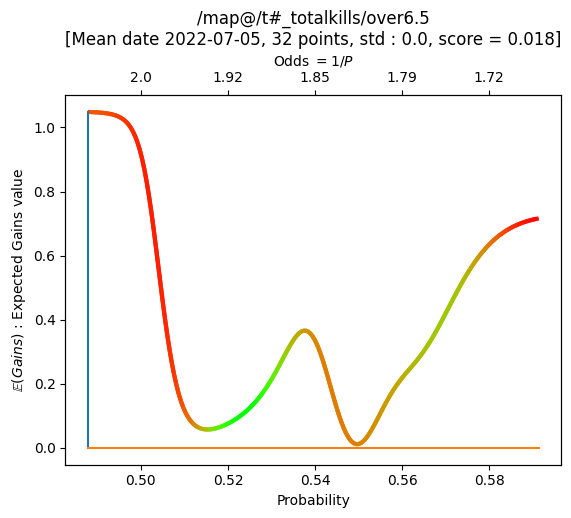 /map@/t#_totalkills/over6.5
[Mean date 2022-07-05, 32 points, std : 0.0, score = 0.018]
Odds = 1/P
2.0 1.92 1.85 1.79 1.72
1.0
0.8
0.6
0.4
0.2
0.0
𝔼(Gains) : Expected Gains value
0.50 0.52 0.54 0.56 0.58
Probability